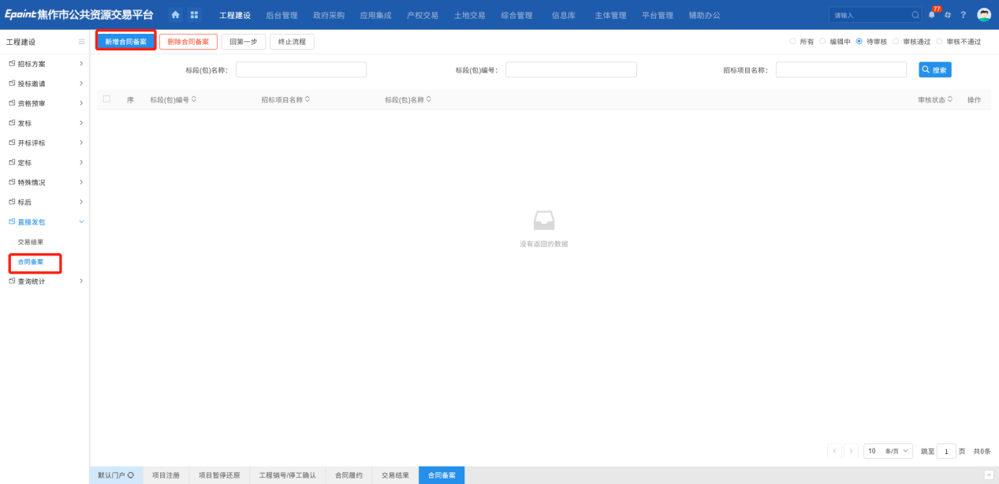 Epoint焦作市公共资源交易平台 工程建设 后台管理 政府采购 应用集成 产权交易 土地交易 综合管理 信息库 主体管理 平台管理 辅助办公 请输入 77 ?
工程建设 新增合同备案 删除合同备案 回第一步 终止流程 所有 编辑中 待审核 审核通过 审核不通过
招标方案
标段(包)名称: 标段(包)编号: 招标项目名称: 搜索
投标邀请
序 标段(包)编号 招标项目名称 标段(包)名称 审核状态 操作
资格预审
发标
开标评标
定标
特殊情况
标后
直接发包
交易结果
没有返回的数据
合同备案
查询统计
10 条/页 跳至 1 页 共0条
默认门户 项目注册 项目暂停还原 工程销号/停工确认 合同履约 交易结果 合同备案